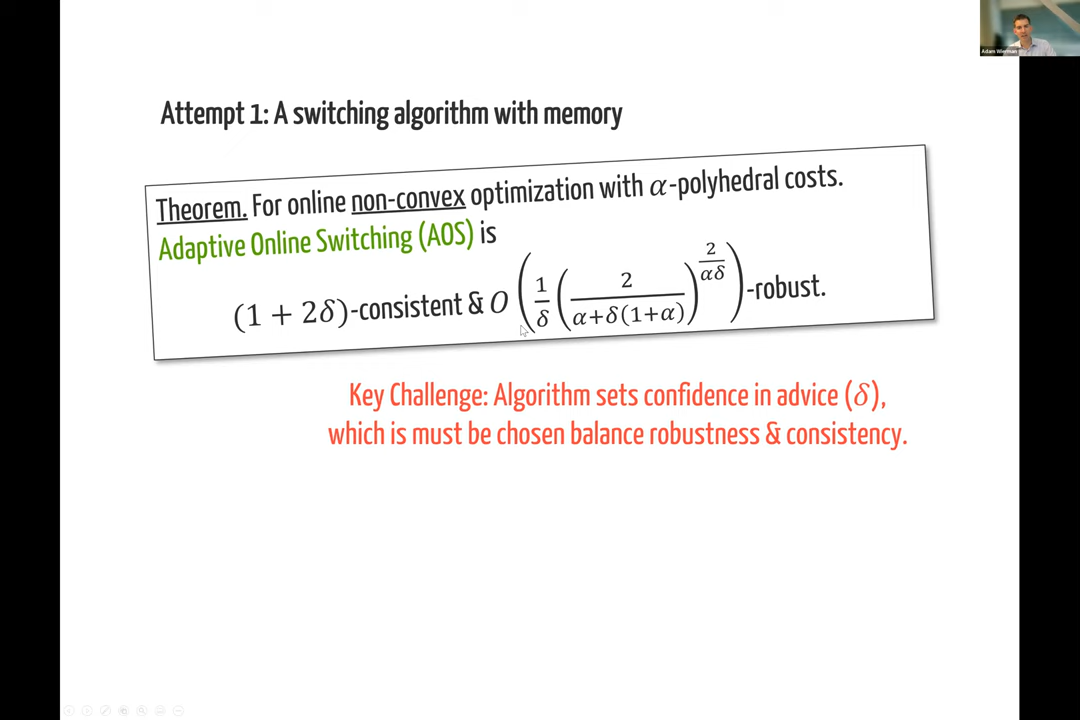 Adam Wierman
Attempt 1: A switching algorithm with memory
Theorem. For online non-convex optimization with α-polyhedral costs.
Adaptive Online Switching (AOS) is
(1 + 2δ)-consistent & O(1/δ (2/(α+δ(1+α)))^(2/(αδ)))-robust.
Key Challenge: Algorithm sets confidence in advice (δ),
which is must be chosen balance robustness & consistency.